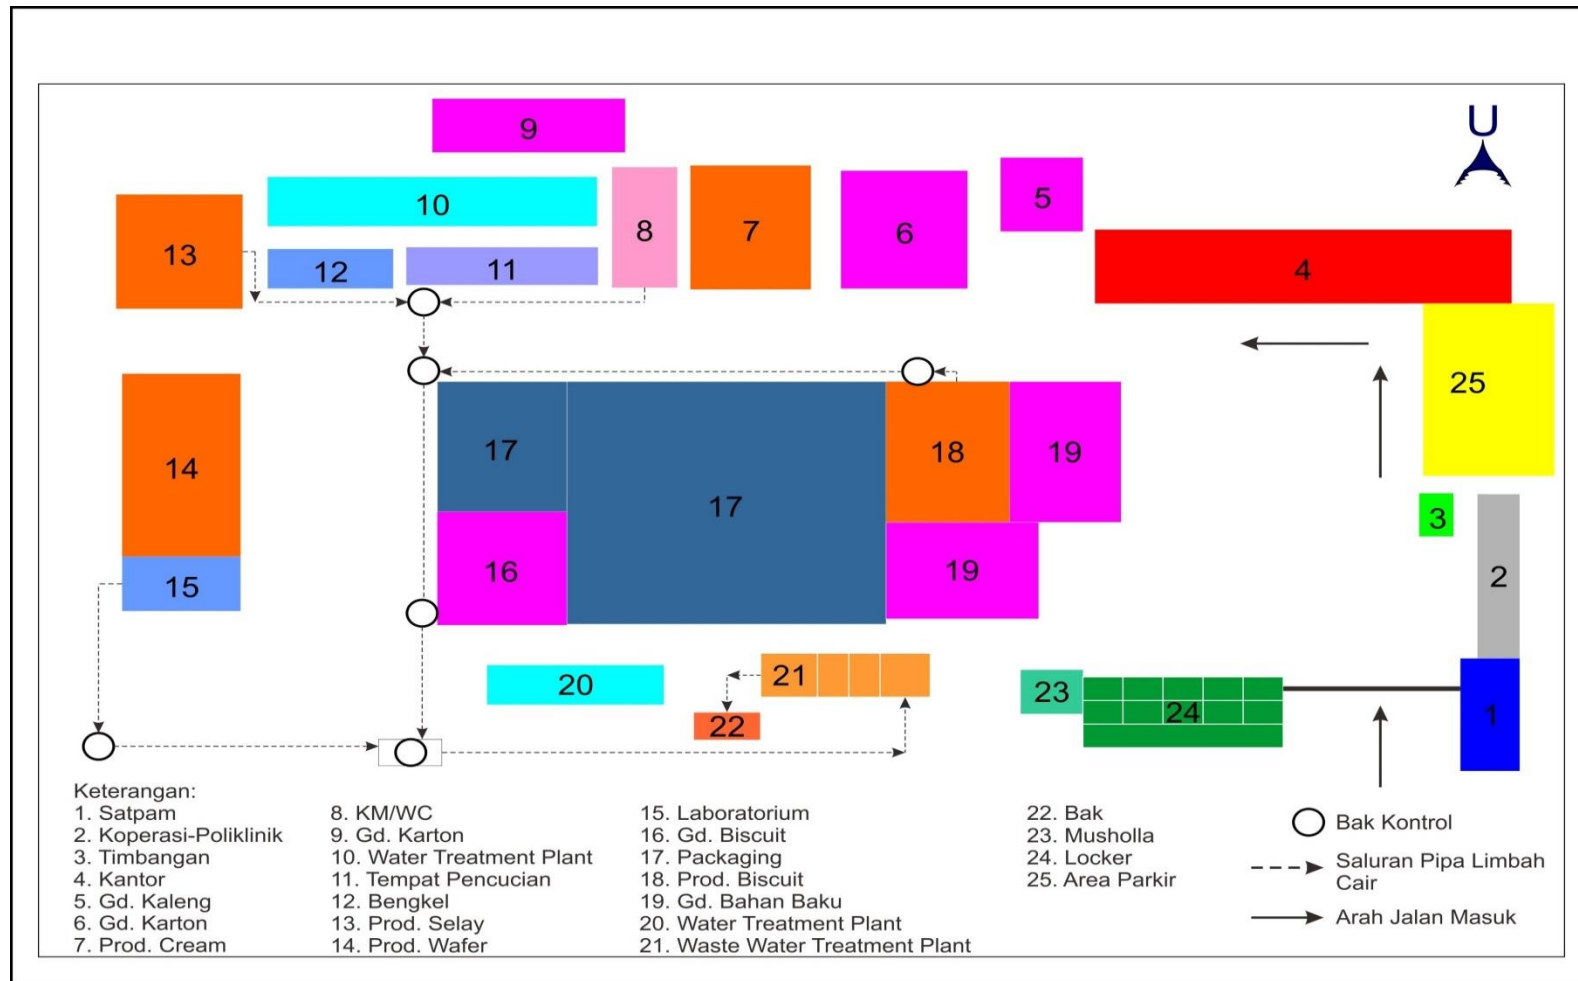 U
9
5
10
8
7
6
13
12
11
4
25
17
18
19
14
17
3
16
19
2
15
21
20
23
24
22
1
Keterangan:
1. Satpam
2. Koperasi-Poliklinik
3. Timbangan
4. Kantor
5. Gd. Kaleng
6. Gd. Karton
7. Prod. Cream
8. KM/WC
9. Gd. Karton
10. Water Treatment Plant
11. Tempat Pencucian
12. Bengkel
13. Prod. Selay
14. Prod. Wafer
15. Laboratorium
16. Gd. Biscuit
17. Packaging
18. Prod. Biscuit
19. Gd. Bahan Baku
20. Water Treatment Plant
21. Waste Water Treatment Plant
22. Bak
23. Musholla
24. Locker
25. Area Parkir
Bak Kontrol
Saluran Pipa Limbah
Cair
Arah Jalan Masuk